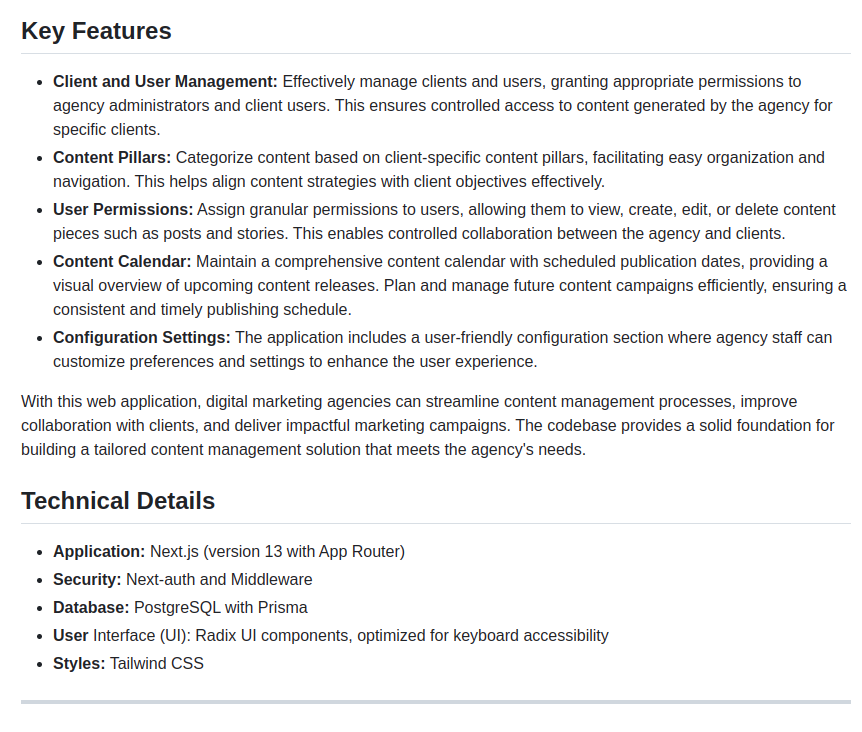 Key Features
Client and User Management: Effectively manage clients and users, granting appropriate permissions to
agency administrators and client users. This ensures controlled access to content generated by the agency for
specific clients.
Content Pillars: Categorize content based on client-specific content pillars, facilitating easy organization and
navigation. This helps align content strategies with client objectives effectively.
User Permissions: Assign granular permissions to users, allowing them to view, create, edit, or delete content
pieces such as posts and stories. This enables controlled collaboration between the agency and clients.
Content Calendar: Maintain a comprehensive content calendar with scheduled publication dates, providing a
visual overview of upcoming content releases. Plan and manage future content campaigns efficiently, ensuring a
consistent and timely publishing schedule.
Configuration Settings: The application includes a user-friendly configuration section where agency staff can
customize preferences and settings to enhance the user experience.
With this web application, digital marketing agencies can streamline content management processes, improve
collaboration with clients, and deliver impactful marketing campaigns. The codebase provides a solid foundation for
building a tailored content management solution that meets the agency's needs.
Technical Details
Application: Next.js (version 13 with App Router)
Security: Next-auth and Middleware
Database: PostgreSQL with Prisma
User Interface (UI): Radix UI components, optimized for keyboard accessibility
Styles: Tailwind CSS